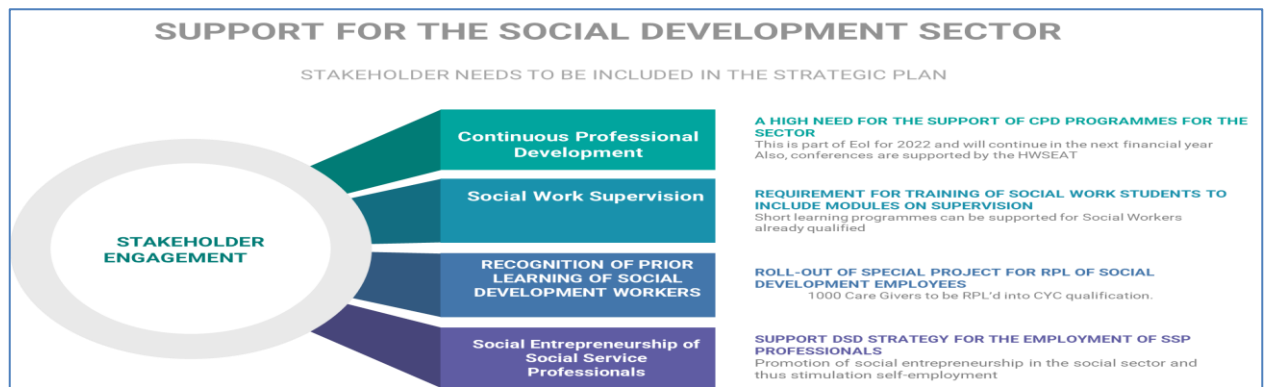 SUPPORT FOR THE SOCIAL DEVELOPMENT SECTOR
STAKEHOLDER NEEDS TO BE INCLUDED IN THE STRATEGIC PLAN
STAKEHOLDER
ENGAGEMENT
Continuous Professional
Development
A HIGH NEED FOR THE SUPPORT OF CPD PROGRAMMES FOR THE
SECTOR
This is part of EoI for 2022 and will continue in the next financial year
Also, conferences are supported by the HWSEAT
Social Work Supervision
REQUIREMENT FOR TRAINING OF SOCIAL WORK STUDENTS TO
INCLUDE MODULES ON SUPERVISION
Short learning programmes can be supported for Social Workers
already qualified
RECOGNITION OF PRIOR
LEARNING OF SOCIAL
DEVELOPMENT WORKERS
ROLL-OUT OF SPECIAL PROJECT FOR RPL OF SOCIAL
DEVELOPMENT EMPLOYEES
1000 Care Givers to be RPL'd into CYC qualification.
Social Entrepreneurship of
Social Service
Professionals
SUPPORT DSD STRATEGY FOR THE EMPLOYMENT OF SSP
PROFESSIONALS
Promotion of social entrepreneurship in the social sector and
thus stimulation self-employment